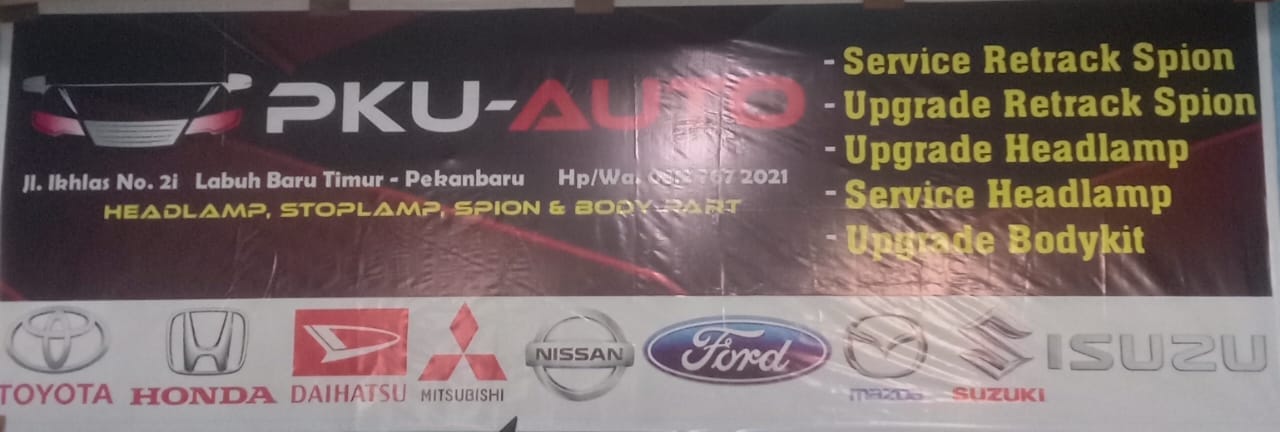 PKU-AUTO
Jl. Ikhlas No. 2i Labuh Baru Timur - Pekanbaru Hp/Wa. 2021
HEADLAMP, STOPLAMP, SPION & BODY PART
- Service Retrack Spion
- Upgrade Retrack Spion
- Upgrade Headlamp
- Service Headlamp
- Upgrade Bodykit
TOYOTA
HONDA
DAIHATSU
MITSUBISHI
NISSAN
Ford
mazda
SUZUKI
ISUZU